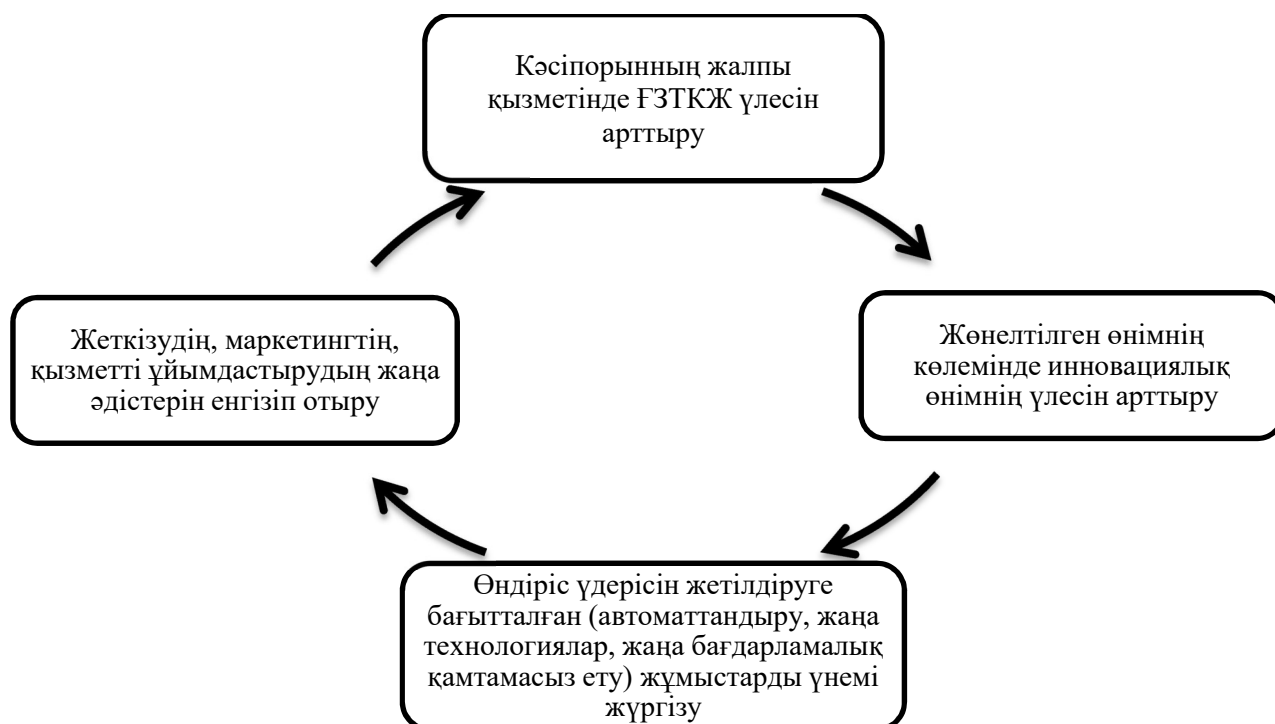 Кәсіпорынның жалпы
қызметінде ҒЗТКЖ үлесін
арттыру
Жеткізудің, маркетингтің,
қызметті ұйымдастырудың жаңа
әдістерін енгізіп отыру
Жөнелтілген өнімнің
көлемінде инновациялық
өнімнің үлесін арттыру
Өндіріс үдерісін жетілдіруге
бағытталған (автоматтандыру, жаңа
технологиялар, жаңа бағдарламалық
қамтамасыз ету) жұмыстарды үнемі
жүргізу